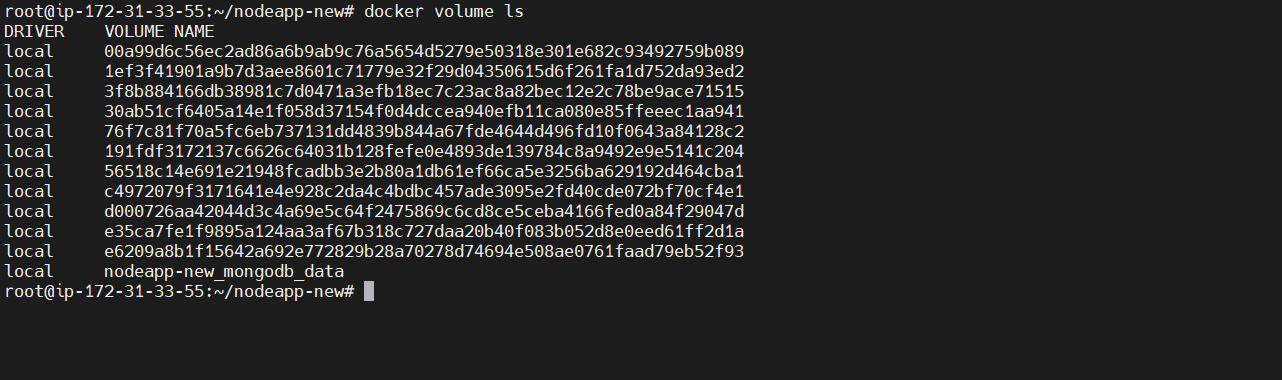 root@ip-172-31-33-55:~/nodeapp-new# docker volume ls
DRIVER    VOLUME NAME
local     00a99d6c56ec2ad86a6b9ab9c76a5654d5279e50318e301e682c93492759b089
local     1ef3f41901a9b7d3aee8601c71779e32f29d04350615d6f261fa1d752da93ed2
local     3f8b884166db38981c7d0471a3efb18ec7c23ac8a82bec12e2c78be9ace71515
local     30ab51cf6405a14e1f058d37154f0d4dccea940efb11ca080e85ffeeec1aa941
local     76f7c81f70a5fc6eb737131dd4839b844a67fde4644d496fd10f0643a84128c2
local     191fdf3172137c6626c64031b128fefe0e4893de139784c8a9492e9e5141c204
local     56518c14e691e21948fcadbb3e2b80a1db61ef66ca5e3256ba629192d464cba1
local     c4972079f3171641e4e928c2da4c4bdbc457ade3095e2fd40cde072bf70cf4e1
local     d000726aa42044d3c4a69e5c64f2475869c6cd8ce5ceba4166fed0a84f29047d
local     e35ca7fe1f9895a124aa3af67b318c727daa20b40f083b052d8e0eed61ff2d1a
local     e6209a8b1f15642a692e772829b28a70278d74694e508ae0761faad79eb52f93
local     nodeapp-new_mongodb_data
root@ip-172-31-33-55:~/nodeapp-new#